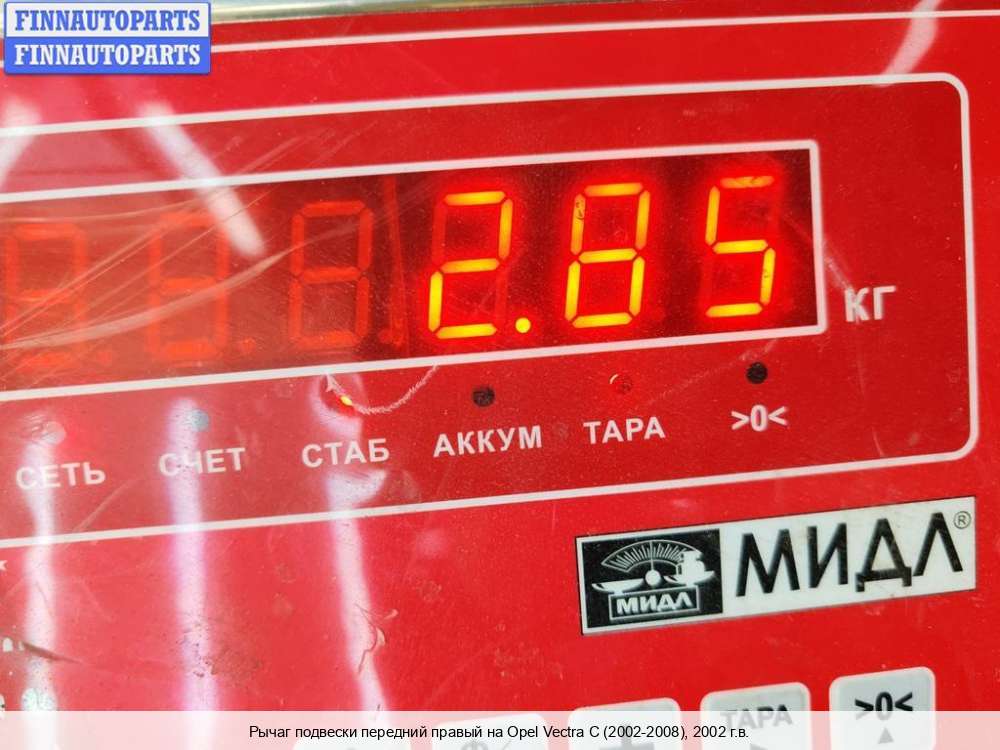 FINNAUTOPARTS
FINNAUTOPARTS
2.85
КГ
СЕТЬ СЧЕТ СТАБ АККУМ ТАРА >0<
МИДЛ МИДЛ®
ТАРА >0<
Рычаг подвески передний правый на Opel Vectra C (2002-2008), 2002 г.в.